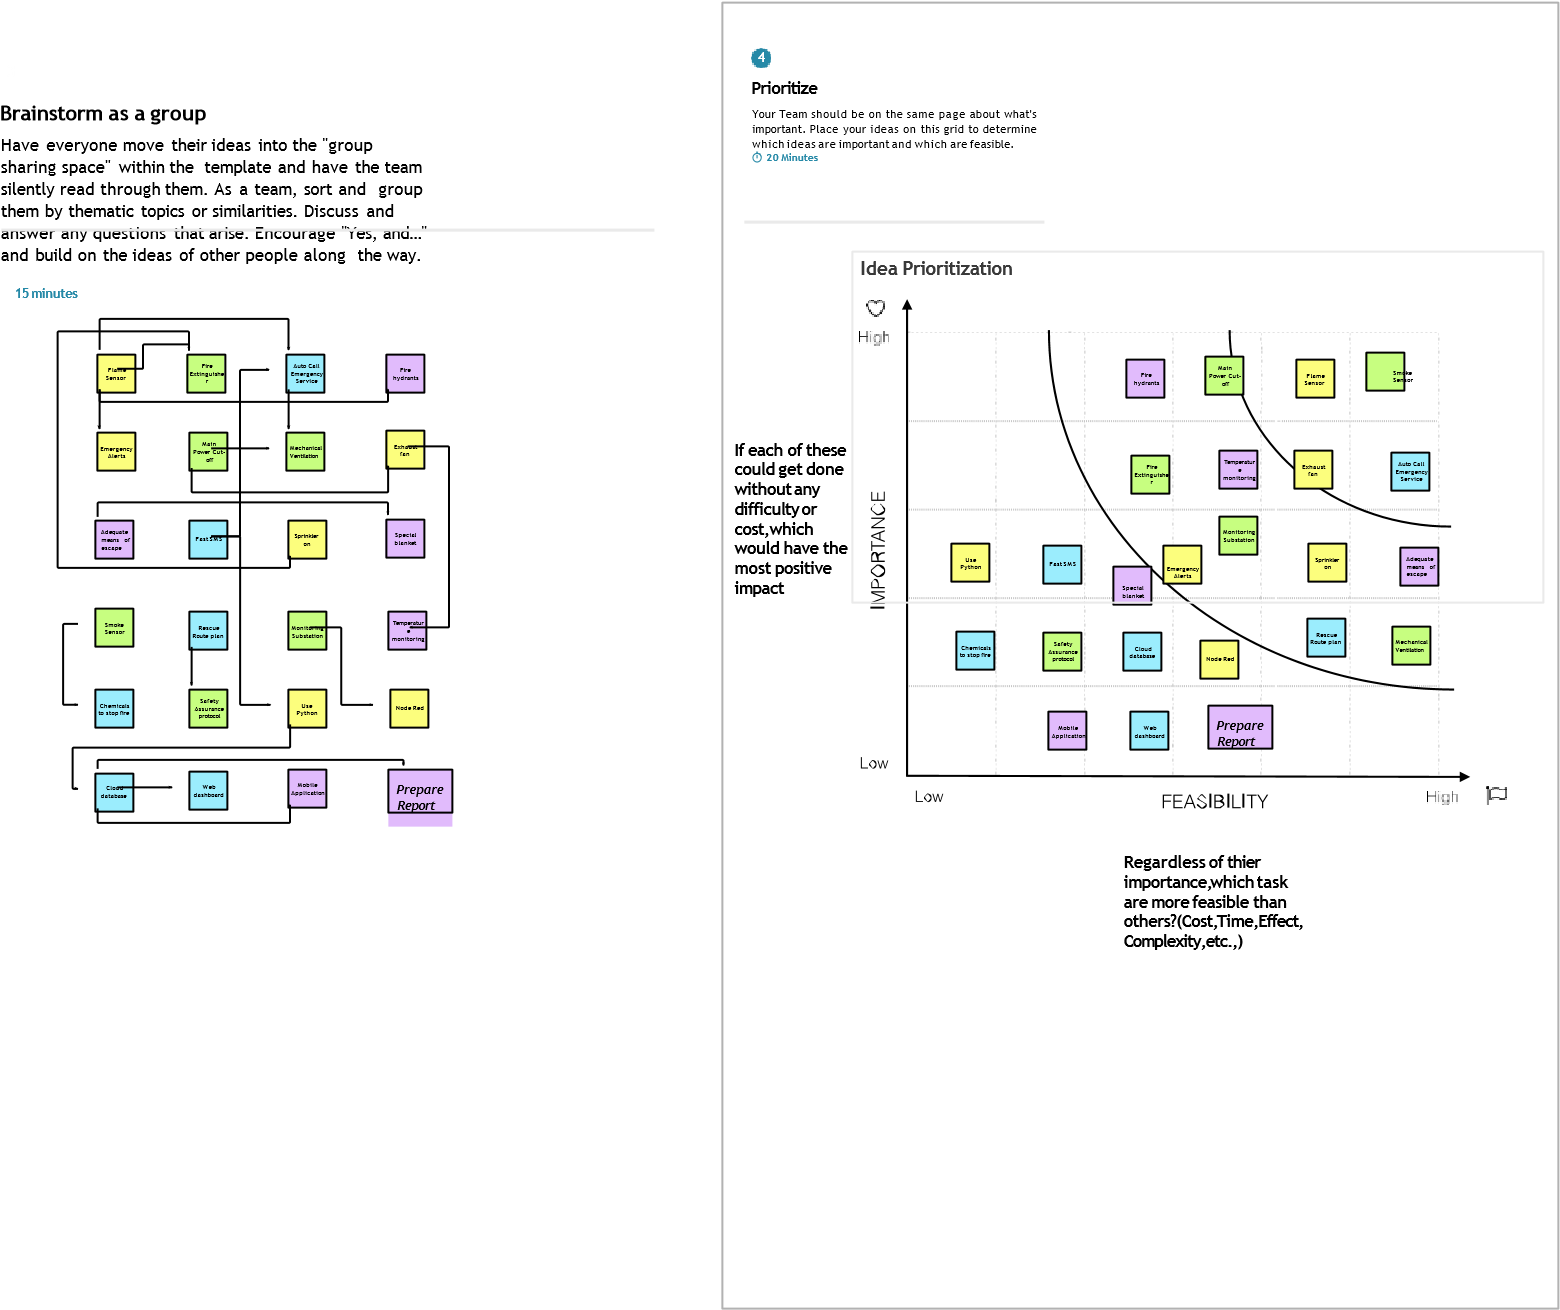 Brainstorm as a group
Have everyone move their ideas into the "group
sharing space" within the template and have the team
silently read through them. As a team, sort and group
them by thematic topics or similarities. Discuss and
answer any questions that arise. Encourage "Yes, and…"
and build on the ideas of other people along the way.
15 minutes
Flame
Sensor
Fire
Extinguishe
r
Auto Call
Emergency
Service
Fire
hydrants
Emergency
Alerts
Main
Power Cut-
off
Mechanical
Ventilation
Exhaust
fan
Adequate
means of
escape
Fast SMS
Sprinkler
on
Special
blanket
Smoke
Sensor
Rescue
Route plan
Monitoring
Substation
Temperatur
e
monitoring
Chemicals
to stop fire
Safety
Assurance
protocol
Use
Python
Node Red
Cloud
database
Web
dashboard
Mobile
Application
Prepare
Report
4
Prioritize
Your Team should be on the same page about what's
important. Place your ideas on this grid to determine
which ideas are important and which are feasible.
20 Minutes
Idea Prioritization
High
If each of these
could get done
without any
difficulty or
cost,which
would have the
most positive
impact
IMPORTANCE
Fire
hydrants
Main
Power Cut-
off
Flame
Sensor
Smoke
Sensor
Fire
Extinguishe
r
Temperatur
e
monitoring
Exhaust
fan
Auto Call
Emergency
Service
Monitoring
Substation
Use
Python
Fast SMS
Special
blanket
Emergency
Alerts
Sprinkler
on
Adequate
means of
escape
Chemicals
to stop fire
Safety
Assurance
protocol
Cloud
database
Node Red
Rescue
Route plan
Mechanical
Ventilation
Mobile
Application
Web
dashboard
Prepare
Report
Low
Low
FEASIBILITY
High
Regardless of thier
importance,which task
are more feasible than
others?(Cost,Time,Effect,
Complexity,etc.,)